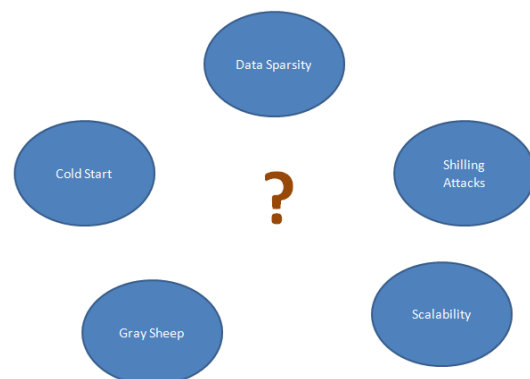 Data Sparsity
Cold Start
Shilling
Attacks
?
Gray Sheep
Scalability